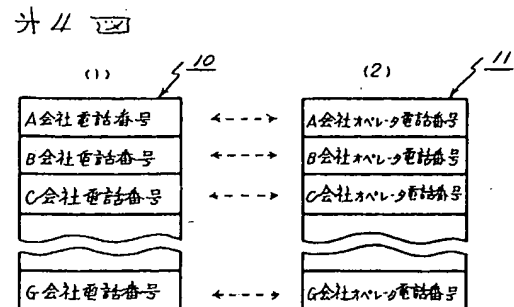 第4図
(1) 10 (2) 11
A会社電話番号 A会社オペレータ電話番号
B会社電話番号 B会社オペレータ電話番号
C会社電話番号 C会社オペレータ電話番号
G会社電話番号 G会社オペレータ電話番号